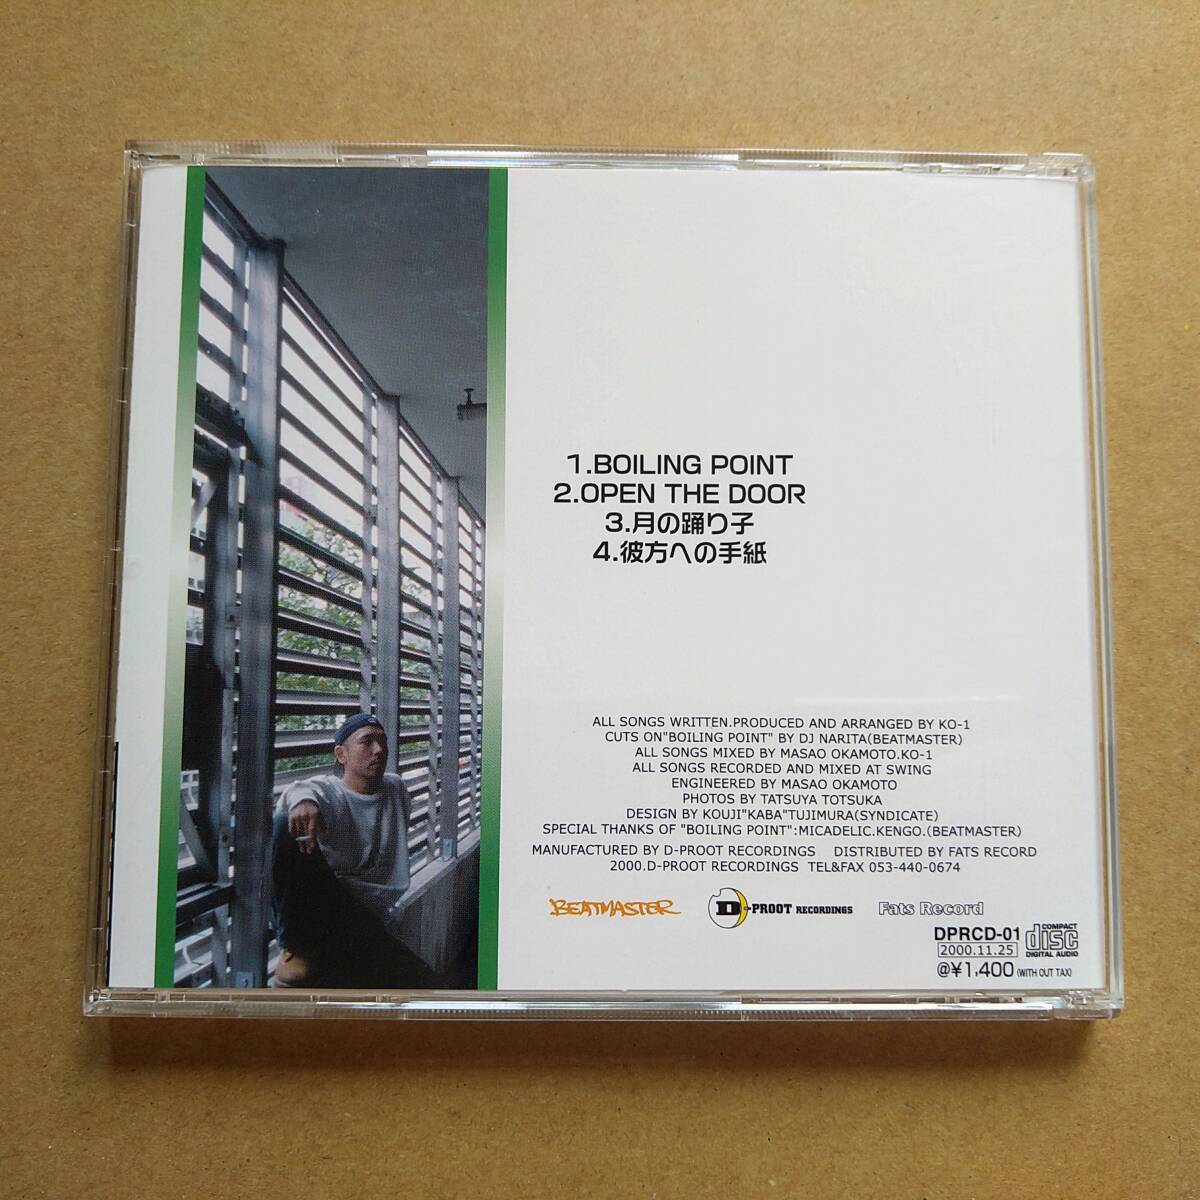 1.BOILING POINT
2.OPEN THE DOOR
3.月の踊り子
4.彼方への手紙
ALL SONGS WRITTEN.PRODUCED AND ARRANGED BY KO-1
CUTS ON"BOILING POINT" BY DJ NARITA(BEATMASTER)
ALL SONGS MIXED BY MASAO OKAMOTO.KO-1
ALL SONGS RECORDED AND MIXED AT SWING
ENGINEERED BY MASAO OKAMOTO
PHOTOS BY TATSUYA TOTSUKA
DESIGN BY KOUJI"KABA"TUJIMURA(SYNDICATE)
SPECIAL THANKS OF "BOILING POINT":MICADELIC.KENGO.(BEATMASTER)
MANUFACTURED BY D-PROOT RECORDINGS DISTRIBUTED BY FATS RECORD
2000.D-PROOT RECORDINGS TEL&FAX 053-440-0674
BEATMASTER D-PROOT RECORDINGS Fats Record
DPRCD-01
2000.11.25
COMPACT
disc
DIGITAL AUDIO
@¥1,400 (WITH OUT TAX)